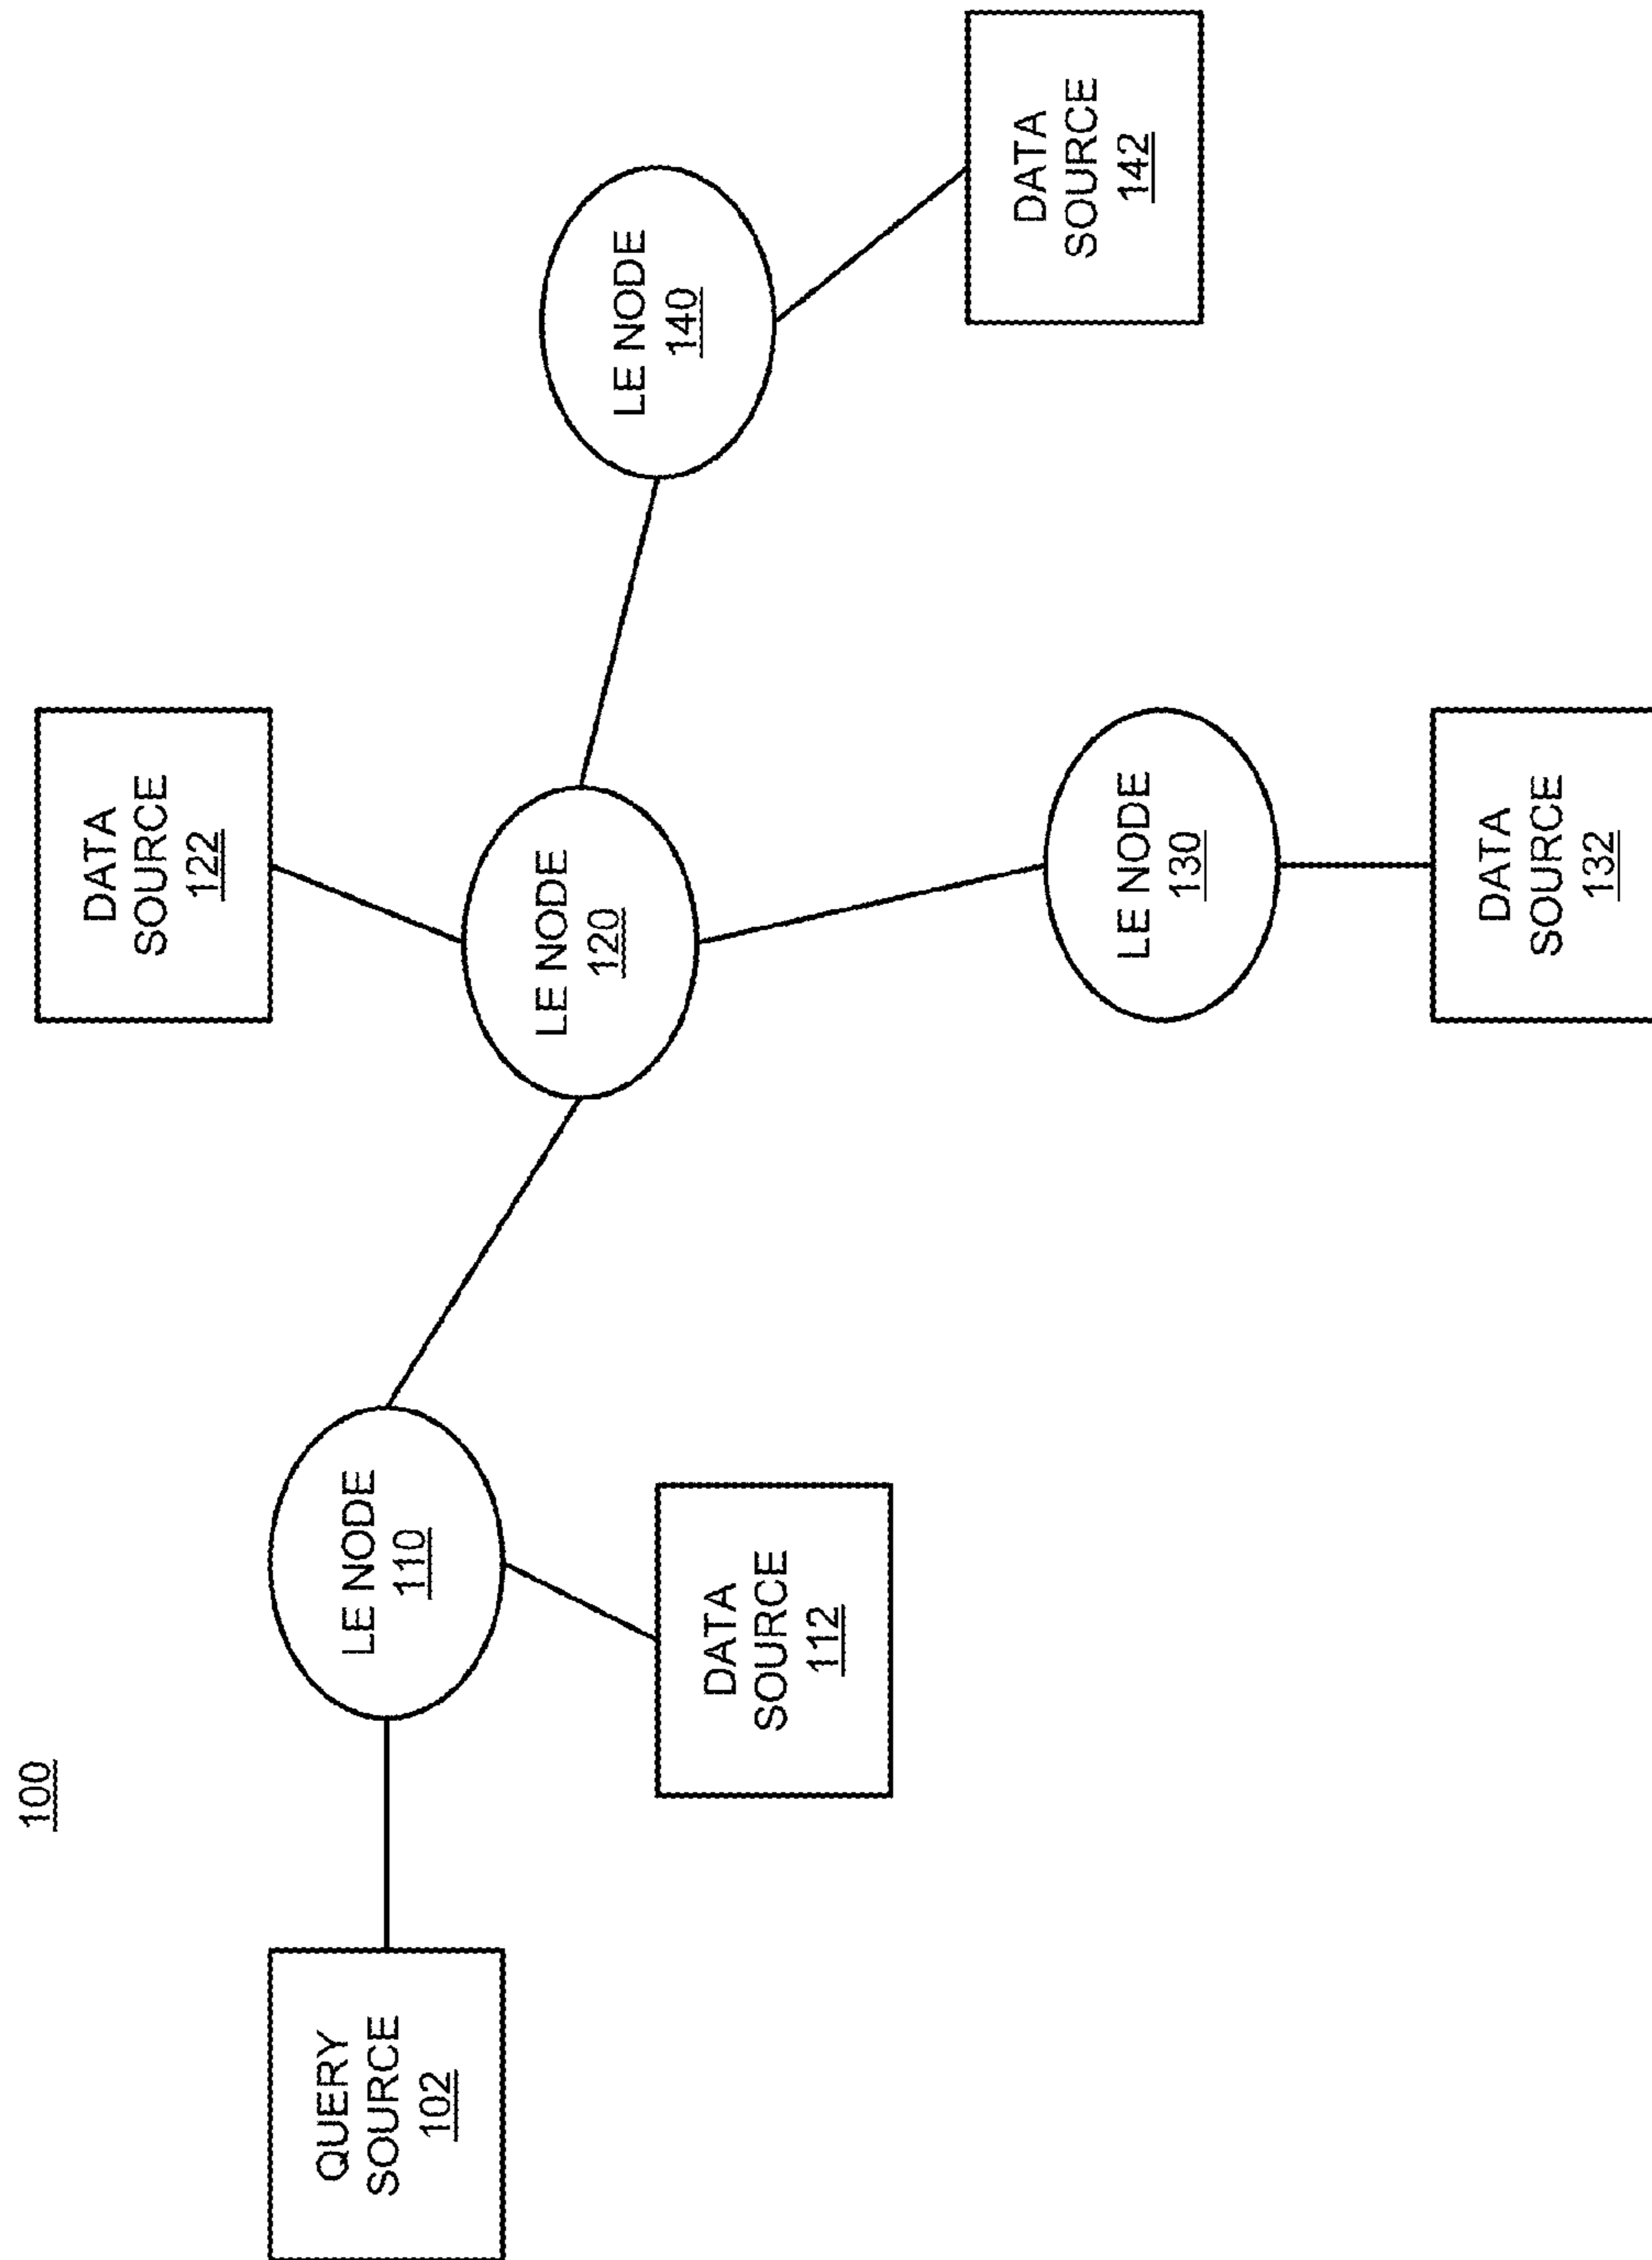 100
QUERY
SOURCE
102
LE NODE
110
DATA
SOURCE
112
DATA
SOURCE
122
LE NODE
120
LE NODE
130
DATA
SOURCE
132
LE NODE
140
DATA
SOURCE
142